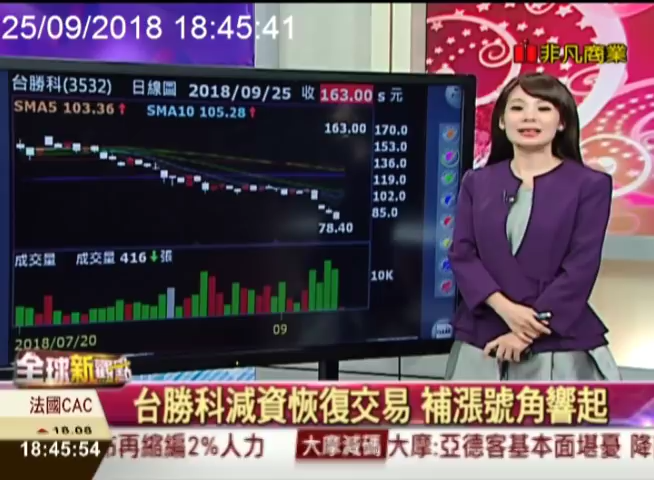 25/09/2018 18:45:41
非凡商業
台勝科(3532) 日線圖 2018/09/25 收 163.00 s 元
SMA5 103.36 SMA10 105.28
163.00
170.0
153.0
136.0
119.0
102.0
85.0
78.40
成交量 成交量 416 張
10K
2018/07/20
09
全球新觀點
台勝科減資恢復交易 補漲號角響起
法國CAC
18.08
18:45:54
再縮編2%人力 大摩減碼 大摩:亞德客基本面堪憂 降